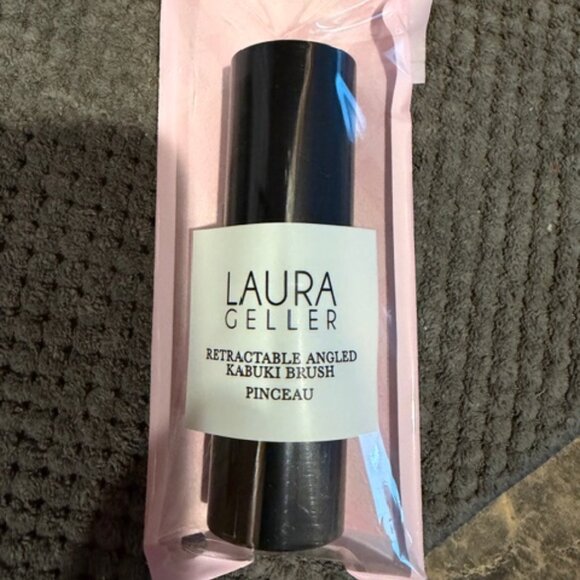 LAURA
GELLER
RETRACTABLE ANGLED
KABUKI BRUSH
PINCEAU